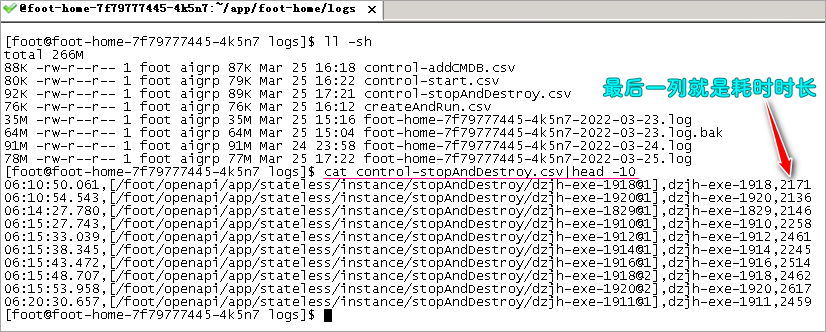 @foot-home-7f79777445-4k5n7:~/app/foot-home/logs
[foot@foot-home-7f79777445-4k5n7 logs]$ ll -sh
total 266M
88K -rw-r--r-- 1 foot aigrp 87K Mar 25 16:18 control-addCMDB.csv
80K -rw-r--r-- 1 foot aigrp 79K Mar 25 16:22 control-start.csv
92K -rw-r--r-- 1 foot aigrp 89K Mar 25 17:21 control-stopAndDestroy.csv
76K -rw-r--r-- 1 foot aigrp 76K Mar 25 16:12 createAndRun.csv
35M -rw-r--r-- 1 foot aigrp 35M Mar 25 15:16 foot-home-7f79777445-4k5n7-2022-03-23.log
64M -rw-r--r-- 1 foot aigrp 64M Mar 25 15:04 foot-home-7f79777445-4k5n7-2022-03-23.log.bak
91M -rw-r--r-- 1 foot aigrp 91M Mar 24 23:58 foot-home-7f79777445-4k5n7-2022-03-24.log
78M -rw-r--r-- 1 foot aigrp 77M Mar 25 17:22 foot-home-7f79777445-4k5n7-2022-03-25.log
最后一列就是耗时时长
[foot@foot-home-7f79777445-4k5n7 logs]$ cat control-stopAndDestroy.csv|head -10
06:10:50.061,[/foot/openapi/app/stateless/instance/stopAndDestroy/dzjh-exe-1918@1],dzjh-exe-1918,2171
06:10:54.543,[/foot/openapi/app/stateless/instance/stopAndDestroy/dzjh-exe-1920@1],dzjh-exe-1920,2136
06:14:27.780,[/foot/openapi/app/stateless/instance/stopAndDestroy/dzjh-exe-1829@1],dzjh-exe-1829,2146
06:15:27.743,[/foot/openapi/app/stateless/instance/stopAndDestroy/dzjh-exe-1910@1],dzjh-exe-1910,2258
06:15:33.039,[/foot/openapi/app/stateless/instance/stopAndDestroy/dzjh-exe-1912@1],dzjh-exe-1912,2461
06:15:38.345,[/foot/openapi/app/stateless/instance/stopAndDestroy/dzjh-exe-1914@1],dzjh-exe-1914,2245
06:15:43.472,[/foot/openapi/app/stateless/instance/stopAndDestroy/dzjh-exe-1916@1],dzjh-exe-1916,2514
06:15:48.707,[/foot/openapi/app/stateless/instance/stopAndDestroy/dzjh-exe-1918@2],dzjh-exe-1918,2462
06:15:53.958,[/foot/openapi/app/stateless/instance/stopAndDestroy/dzjh-exe-1920@2],dzjh-exe-1920,2617
06:20:30.657,[/foot/openapi/app/stateless/instance/stopAndDestroy/dzjh-exe-1911@1],dzjh-exe-1911,2459
[foot@foot-home-7f79777445-4k5n7 logs]$